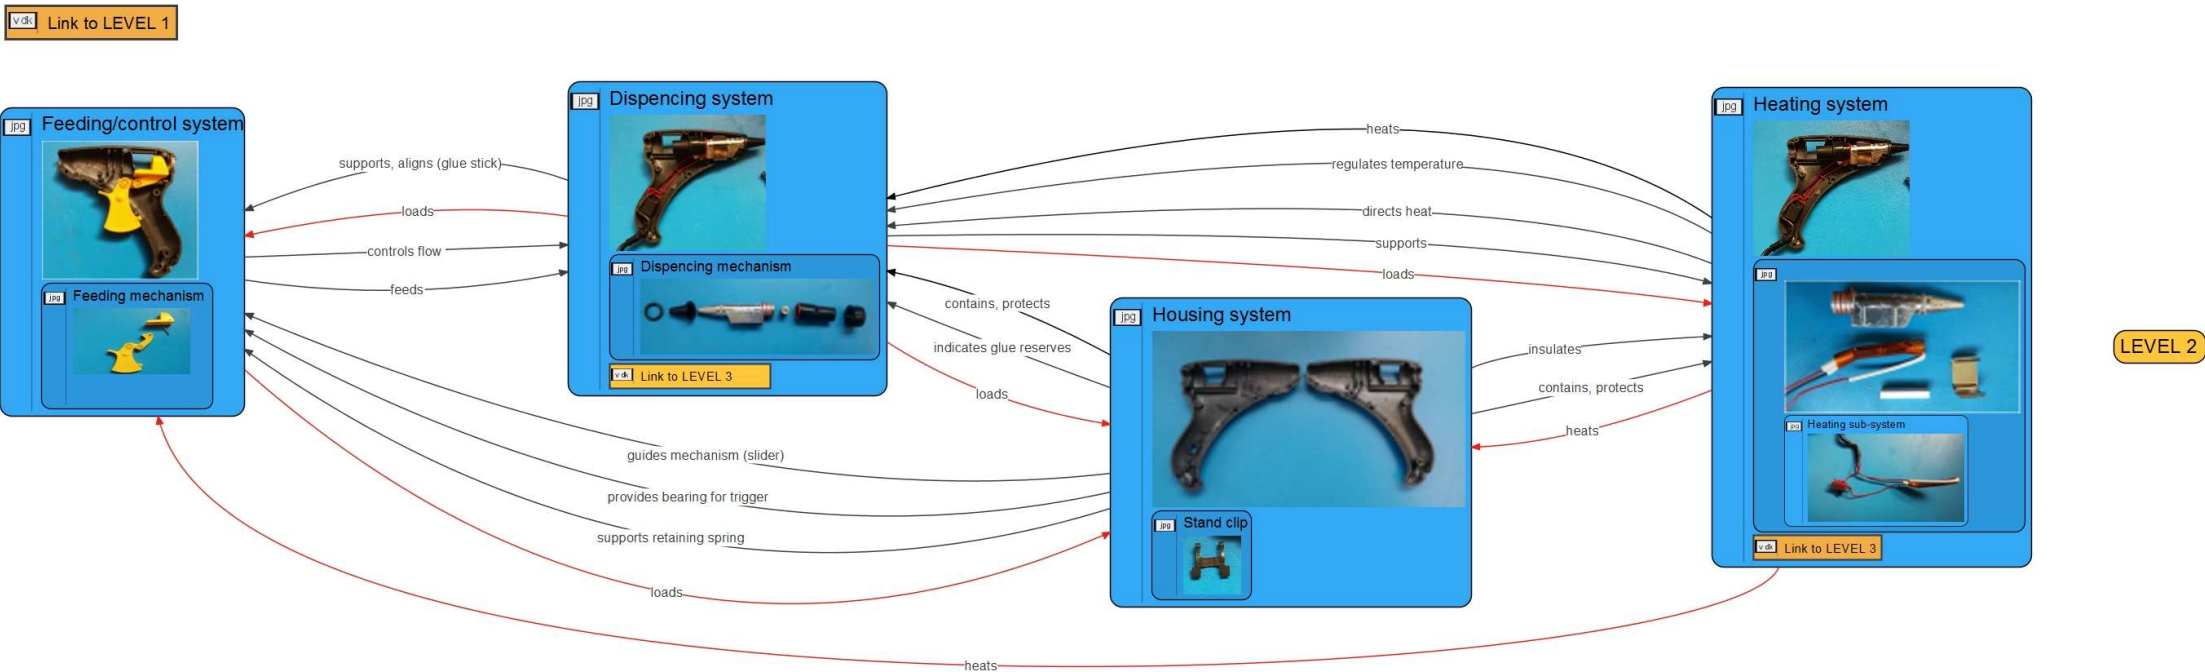 v dk Link to LEVEL 1
jpg Feeding/control system
jpg Feeding mechanism
supports, aligns (glue stick)
loads
controls flow
feeds
jpg Dispencing system
jpg Dispencing mechanism
v dk Link to LEVEL 3
heats
regulates temperature
directs heat
supports
loads
contains, protects
indicates glue reserves
loads
jpg Housing system
jpg Stand clip
insulates
contains, protects
heats
jpg Heating system
jpg
jpg Heating sub-system
v dk Link to LEVEL 3
LEVEL 2
guides mechanism (slider)
provides bearing for trigger
supports retaining spring
loads
heats